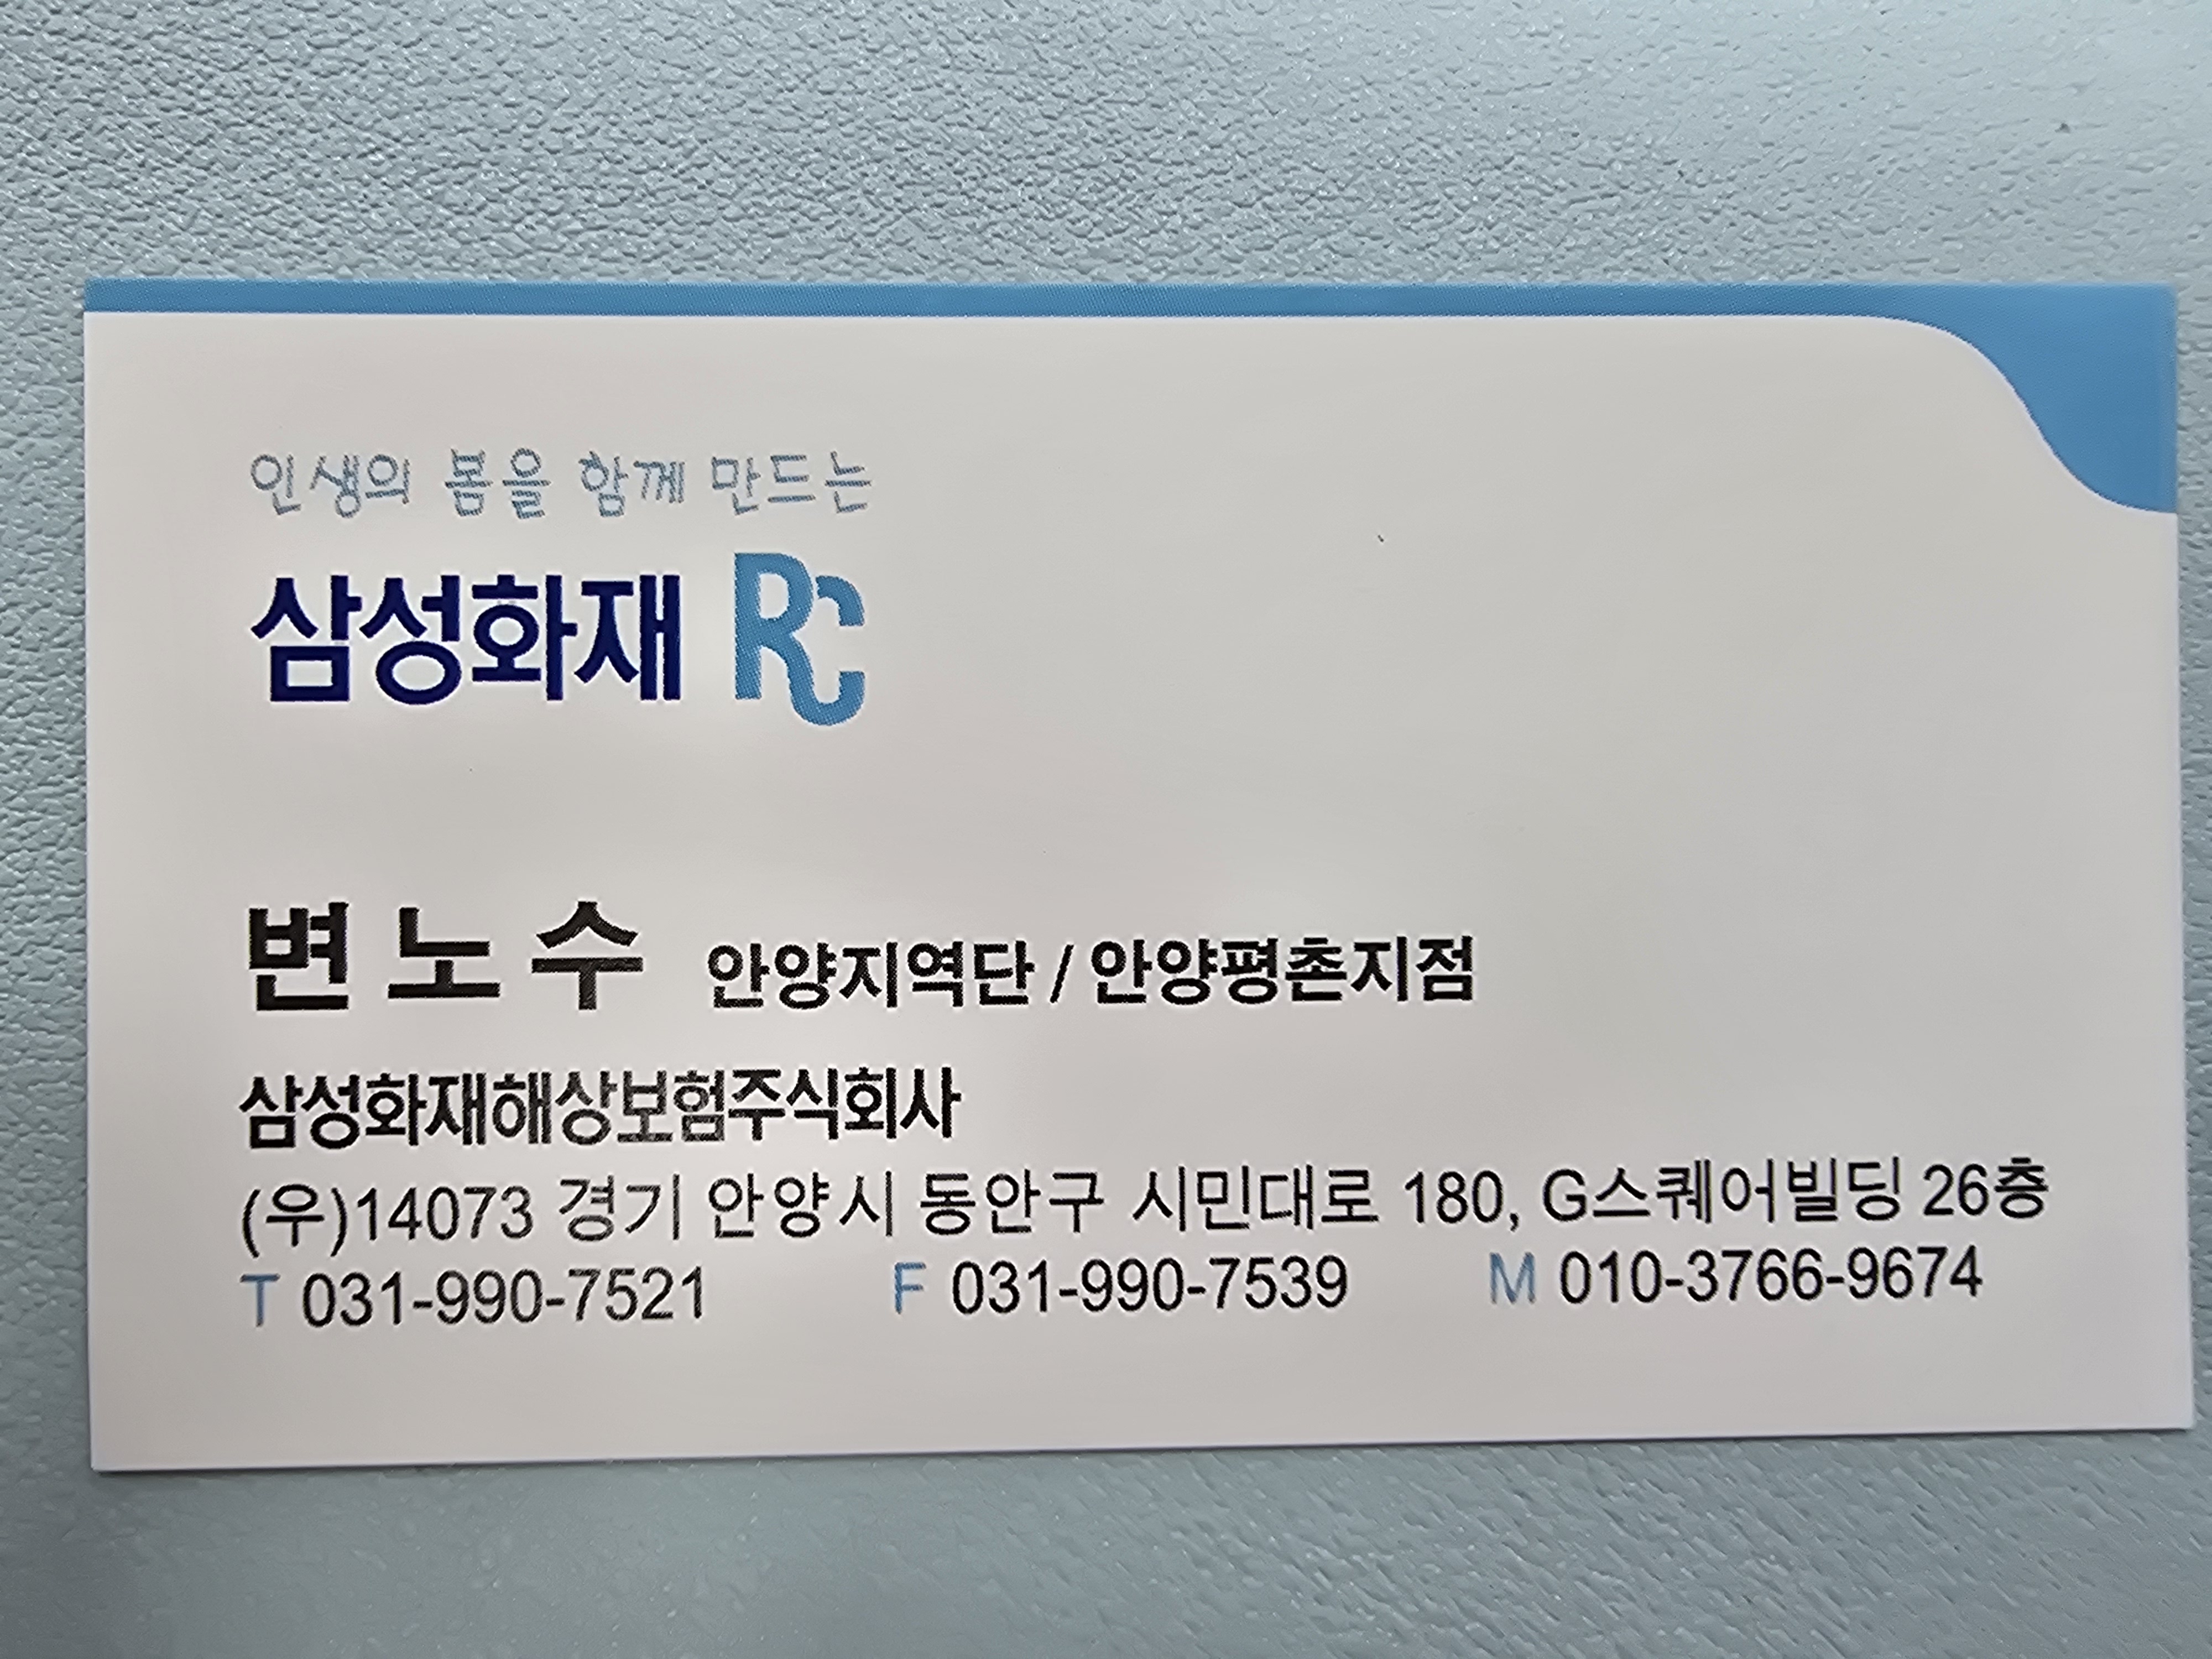 인생의 봄을 함께 만드는
삼성화재 RC
변노수 안양지역단 / 안양평촌지점
삼성화재해상보험주식회사
(우)14073 경기 안양시 동안구 시민대로 180, G스퀘어빌딩 26층
T 031-990-7521 F 031-990-7539 M 010-3766-9674